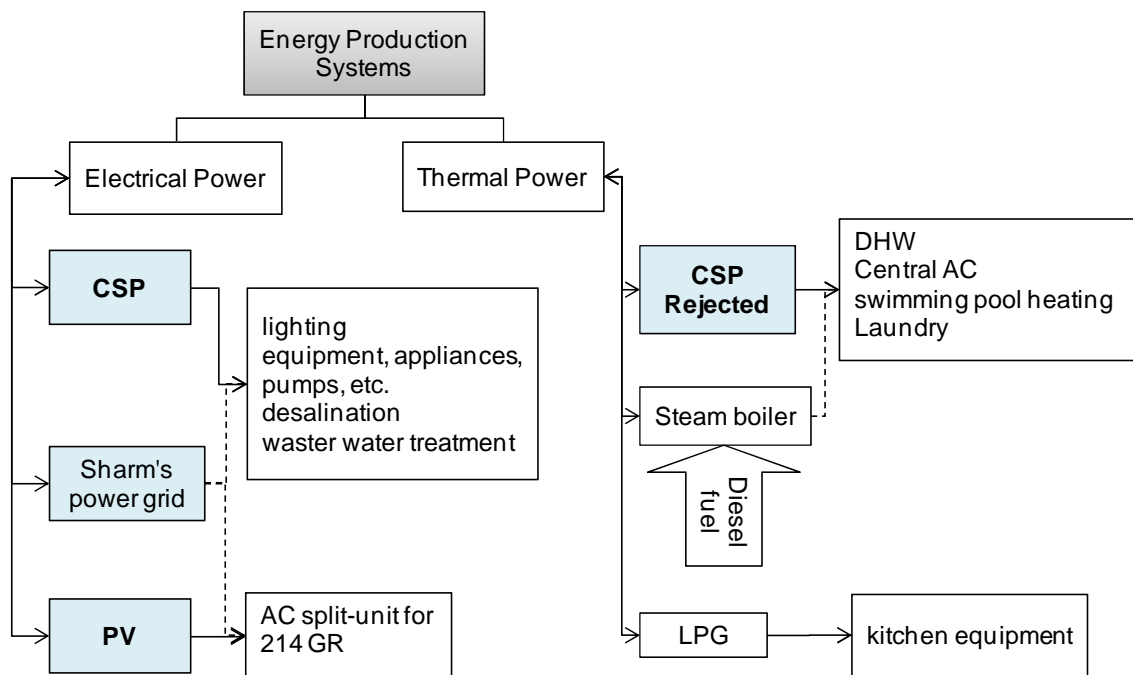 Energy Production
Systems
Electrical Power
Thermal Power
CSP
lighting
equipment, appliances,
pumps, etc.
desalination
waster water treatment
Sharm's
power grid
PV
AC split-unit for
214 GR
CSP
Rejected
DHW
Central AC
swimming pool heating
Laundry
Steam boiler
Diesel
fuel
LPG
kitchen equipment